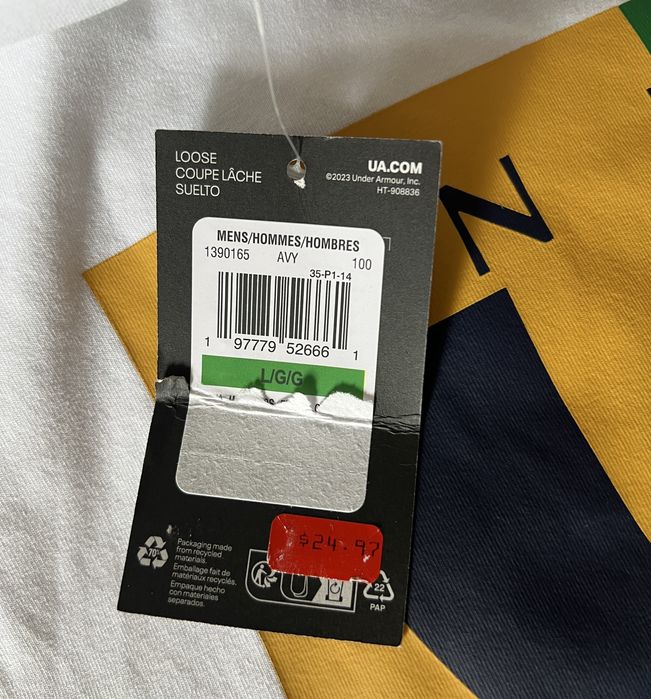 LOOSE
COUPE LÂCHE
SUELTO
UA.COM
©2023 Under Armour, Inc.
HT-908836
MENS/HOMMES/HOMBRES
1390165 AVY 100
35-P1-14
1 97779 52666 1
L/G/G
$24.97
70%
Packaging made
from recycled
materials.
Emballage fait de
matériaux recyclés.
Empaque hecho
con materiales
separados.
22
PAP
N